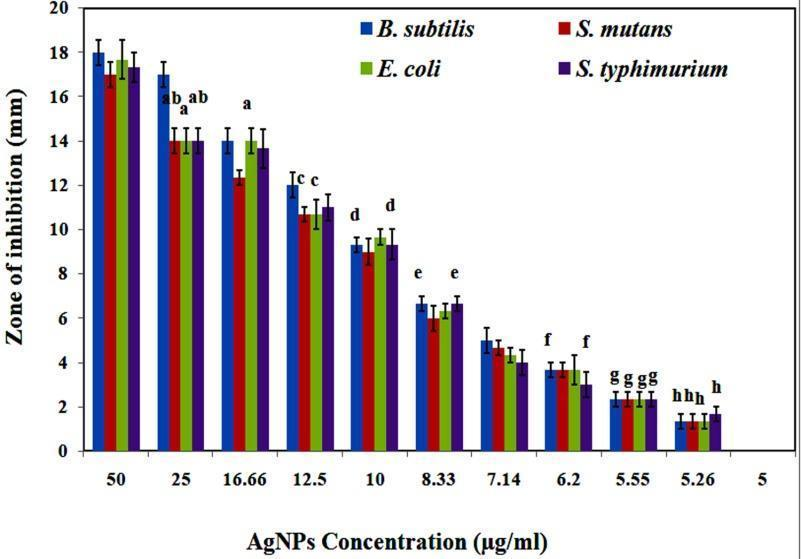 20
18
16
14
12
10
8
6
4
2
0
Zone of inhibition (mm)
B. subtilis
S. mutans
E. coli
S. typhimurium
ab
a
ab
a
c c
d
d
e
e
f
f
g g g g
h h h
h
50 25 16.66 12.5 10 8.33 7.14 6.2 5.55 5.26 5
AgNPs Concentration (µg/ml)